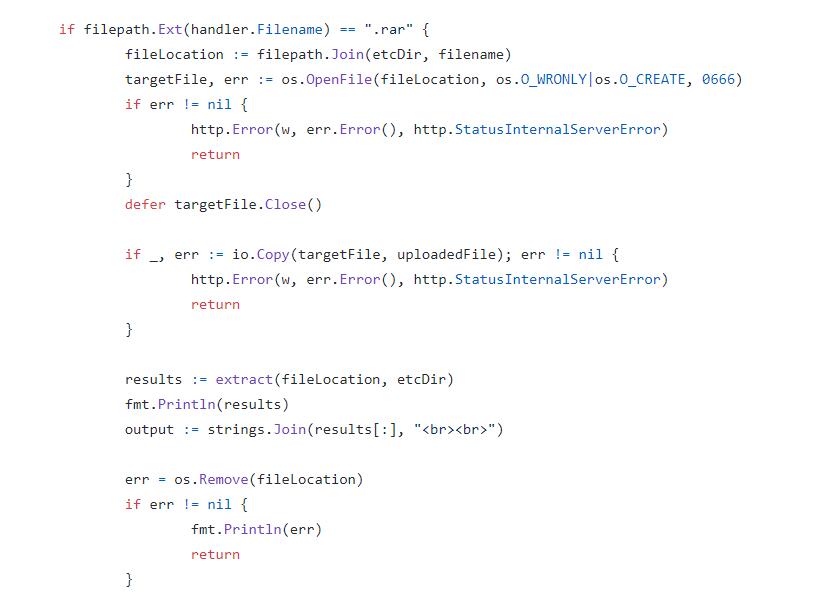 if filepath.Ext(handler.Filename) == ".rar" {
fileLocation := filepath.Join(etcDir, filename)
targetFile, err := os.OpenFile(fileLocation, os.O_WRONLY|os.O_CREATE, 0666)
if err != nil {
http.Error(w, err.Error(), http.StatusInternalServerError)
return
}
defer targetFile.Close()
if _, err := io.Copy(targetFile, uploadedFile); err != nil {
http.Error(w, err.Error(), http.StatusInternalServerError)
return
}
results := extract(fileLocation, etcDir)
fmt.Println(results)
output := strings.Join(results[:], "<br><br>")
err = os.Remove(fileLocation)
if err != nil {
fmt.Println(err)
return
}